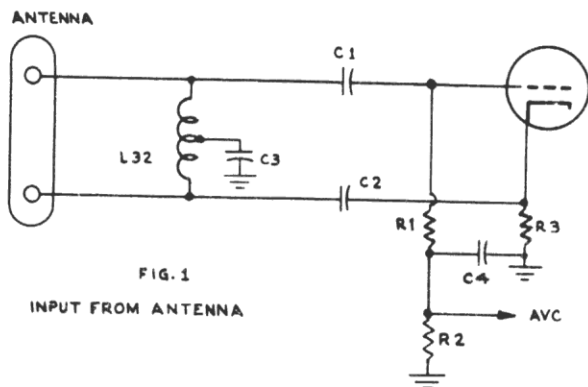 ANTENNA
C1
L32
C3
C2
R1
R3
C4
FIG. 1
INPUT FROM ANTENNA
AVC
R2